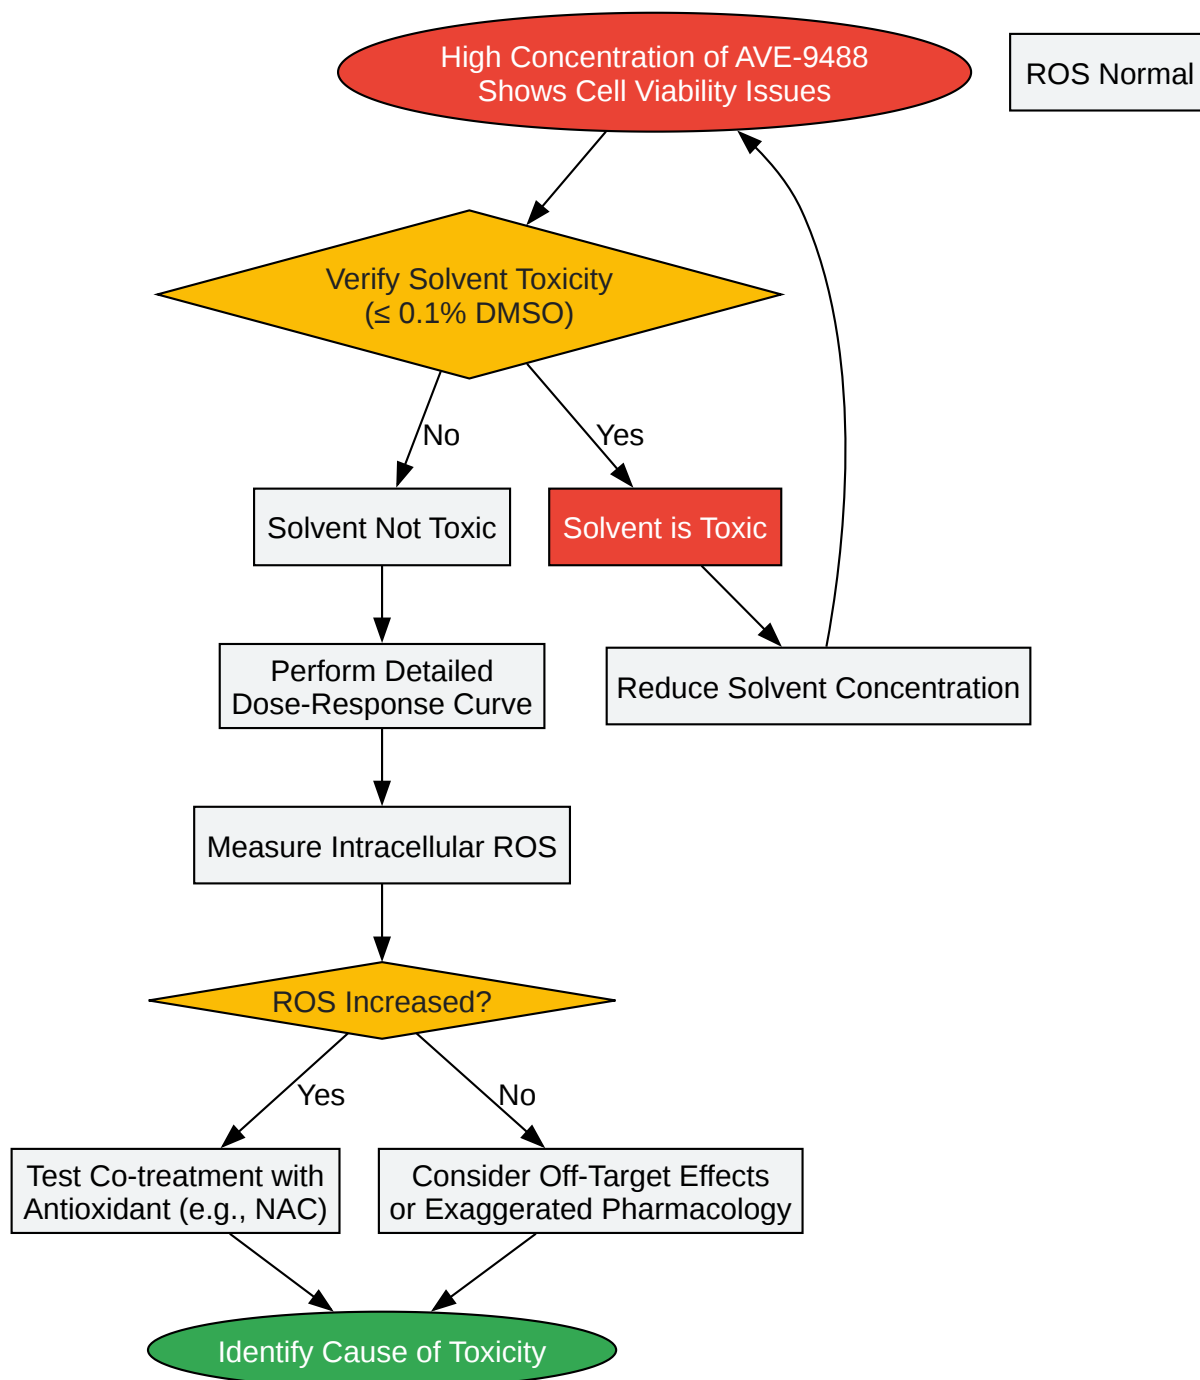 High Concentration of AVE-9488
Shows Cell Viability Issues
ROS Normal
Verify Solvent Toxicity
(≤ 0.1% DMSO)
No
Yes
Solvent Not Toxic
Solvent is Toxic
Perform Detailed
Dose-Response Curve
Reduce Solvent Concentration
Measure Intracellular ROS
ROS Increased?
Yes
No
Test Co-treatment with
Antioxidant (e.g., NAC)
Consider Off-Target Effects
or Exaggerated Pharmacology
Identify Cause of Toxicity